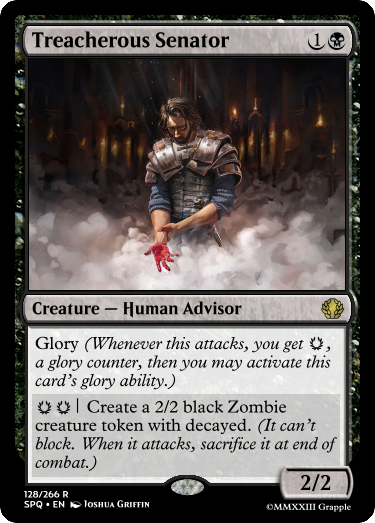 Treacherous Senator 1
Creature — Human Advisor
Glory (Whenever this attacks, you get ,
a glory counter, then you may activate this
card's glory ability.)
| Create a 2/2 black Zombie
creature token with decayed. (It can't
block. When it attacks, sacrifice it at end of
combat.)
2/2
128/266 R
SPQ • EN Joshua Griffin
©MMXXIII Grapple